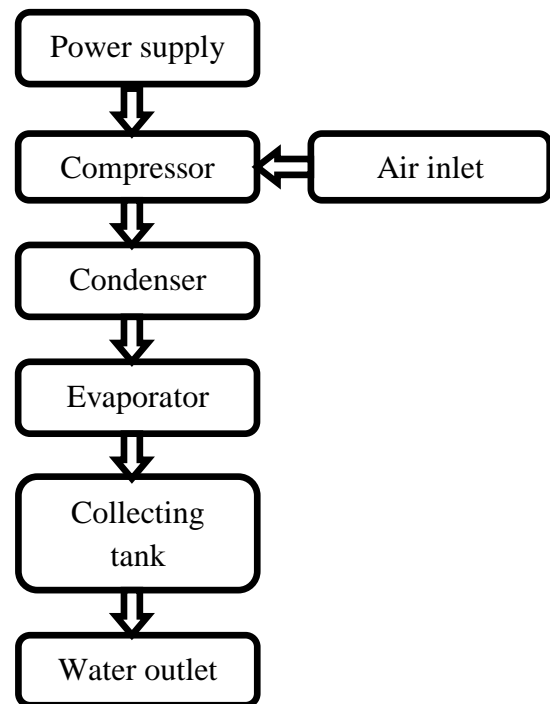 Power supply
Compressor
Air inlet
Condenser
Evaporator
Collecting
tank
Water outlet